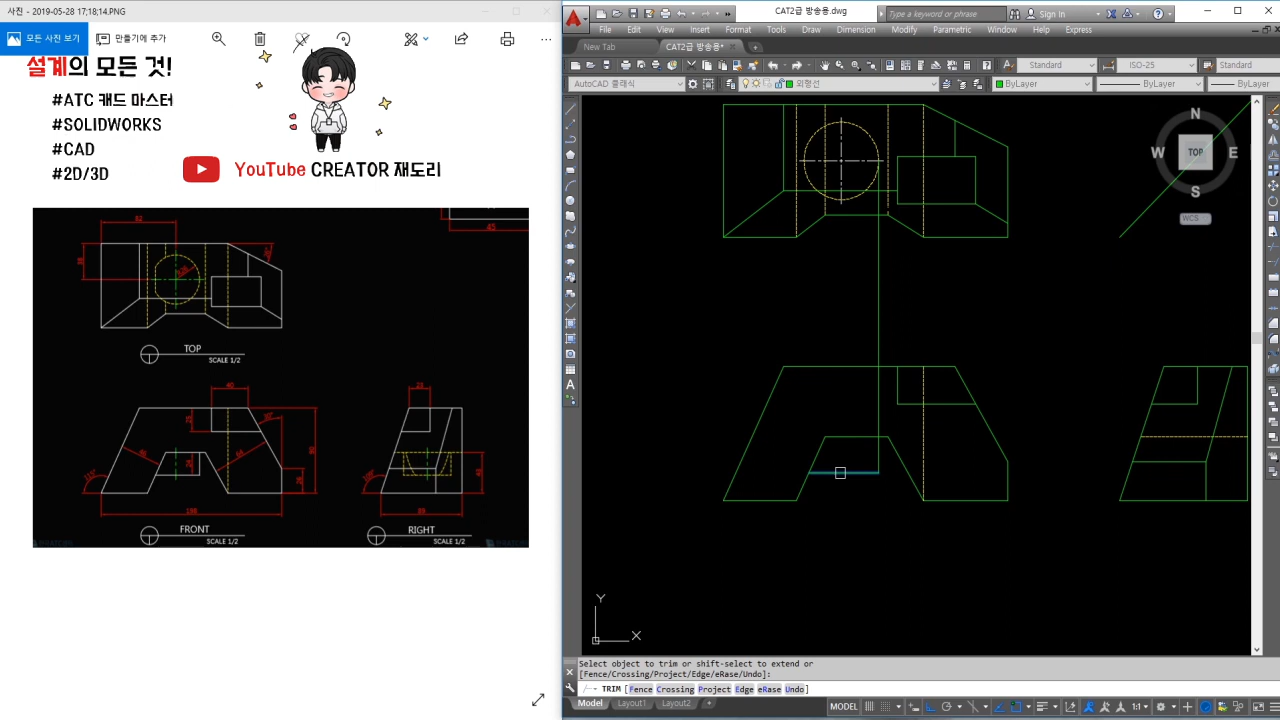 사진 - 2019-05-28 17;18;14.PNG
모든 사진 보기
만들기에 추가
설계의 모든 것!
#ATC 캐드 마스터
#SOLIDWORKS
#CAD
#2D/3D
YouTube CREATOR 재도리
45
62
TOP
SCALE 1/2
40
25
24
198
FRONT
SCALE 1/2
23
RIGHT
SCALE 1/2
CAT2급 방송용.dwg
Type a keyword or phrase
Sign In
File
Edit
View
Insert
Format
Tools
Draw
Dimension
Modify
Parametric
Window
Help
Express
New Tab
CAT2급 방송용*
Standard
ISO-25
Standard
AutoCAD 클래식
외형선
ByLayer
ByLayer
ByLayer
N
W
TOP
E
S
WCS
Y
X
Select object to trim or shift-select to extend or
[Fence/Crossing/Project/Edge/eRase/Undo]:
TRIM [Fence Crossing Project Edge eRase Undo]
Model
Layout1
Layout2
MODEL
1:1